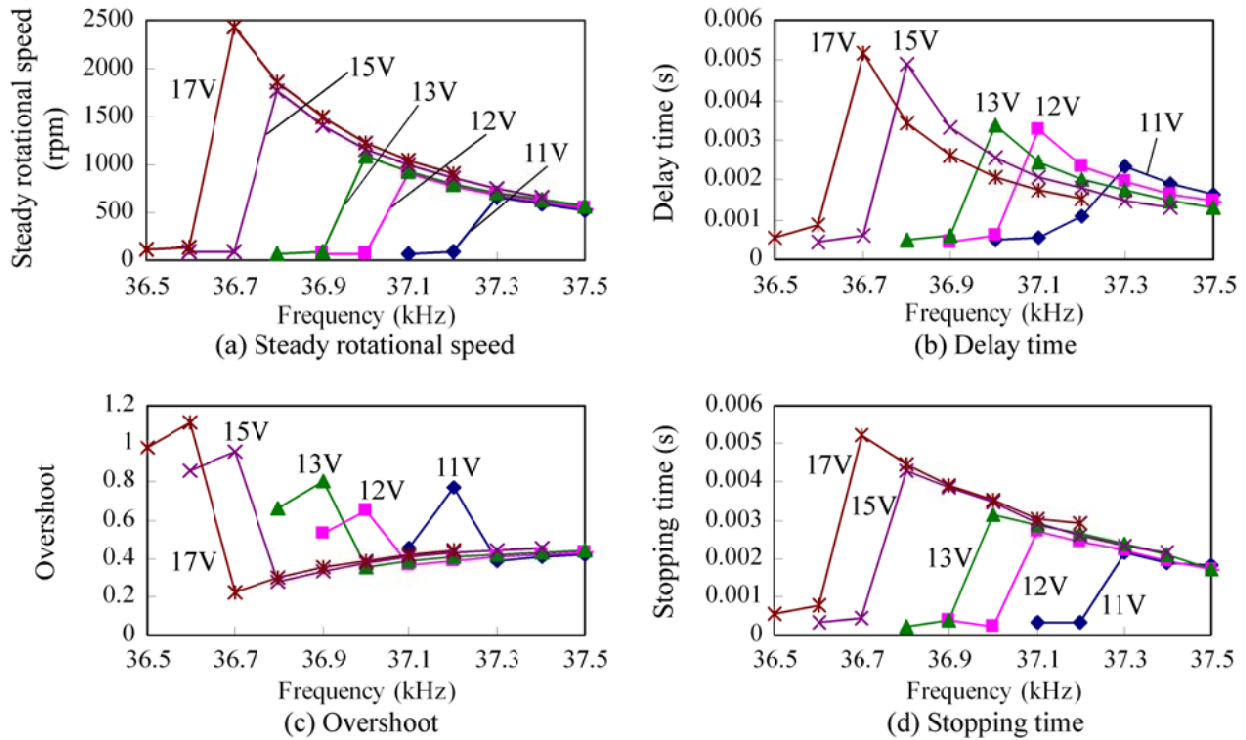 Steady rotational speed
(rpm)
2500
2000
1500
1000
500
0
17V
15V
13V
12V
11V
36.5 36.7 36.9 37.1 37.3 37.5
Frequency (kHz)
(a) Steady rotational speed
Delay time (s)
0.006
0.005
0.004
0.003
0.002
0.001
0
17V
15V
13V
12V
11V
36.5 36.7 36.9 37.1 37.3 37.5
Frequency (kHz)
(b) Delay time
Overshoot
1.2
1
0.8
0.6
0.4
0.2
0
15V
13V
12V
11V
17V
36.5 36.7 36.9 37.1 37.3 37.5
Frequency (kHz)
(c) Overshoot
Stopping time (s)
0.006
0.005
0.004
0.003
0.002
0.001
0
17V
15V
13V
12V
11V
36.5 36.7 36.9 37.1 37.3 37.5
Frequency (kHz)
(d) Stopping time